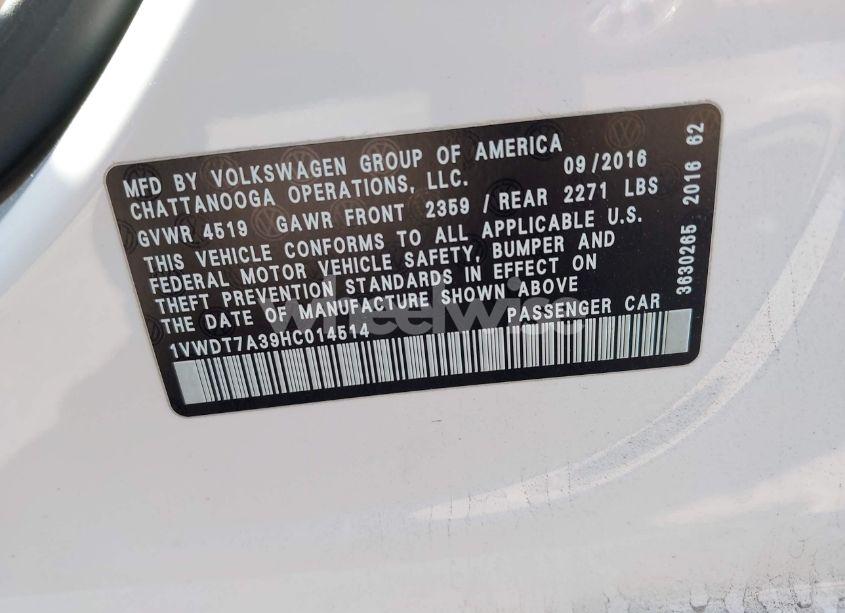 MFD BY VOLKSWAGEN GROUP OF AMERICA
CHATTANOOGA OPERATIONS, LLC. 09/2016
GVWR 4519 GAWR FRONT 2359 / REAR 2271 LBS
THIS VEHICLE CONFORMS TO ALL APPLICABLE U.S.
FEDERAL MOTOR VEHICLE SAFETY, BUMPER AND
THEFT PREVENTION STANDARDS IN EFFECT ON
THE DATE OF MANUFACTURE SHOWN ABOVE
1VWDT7A39HC014514 PASSENGER CAR
3630265 2016 62
wheelwise